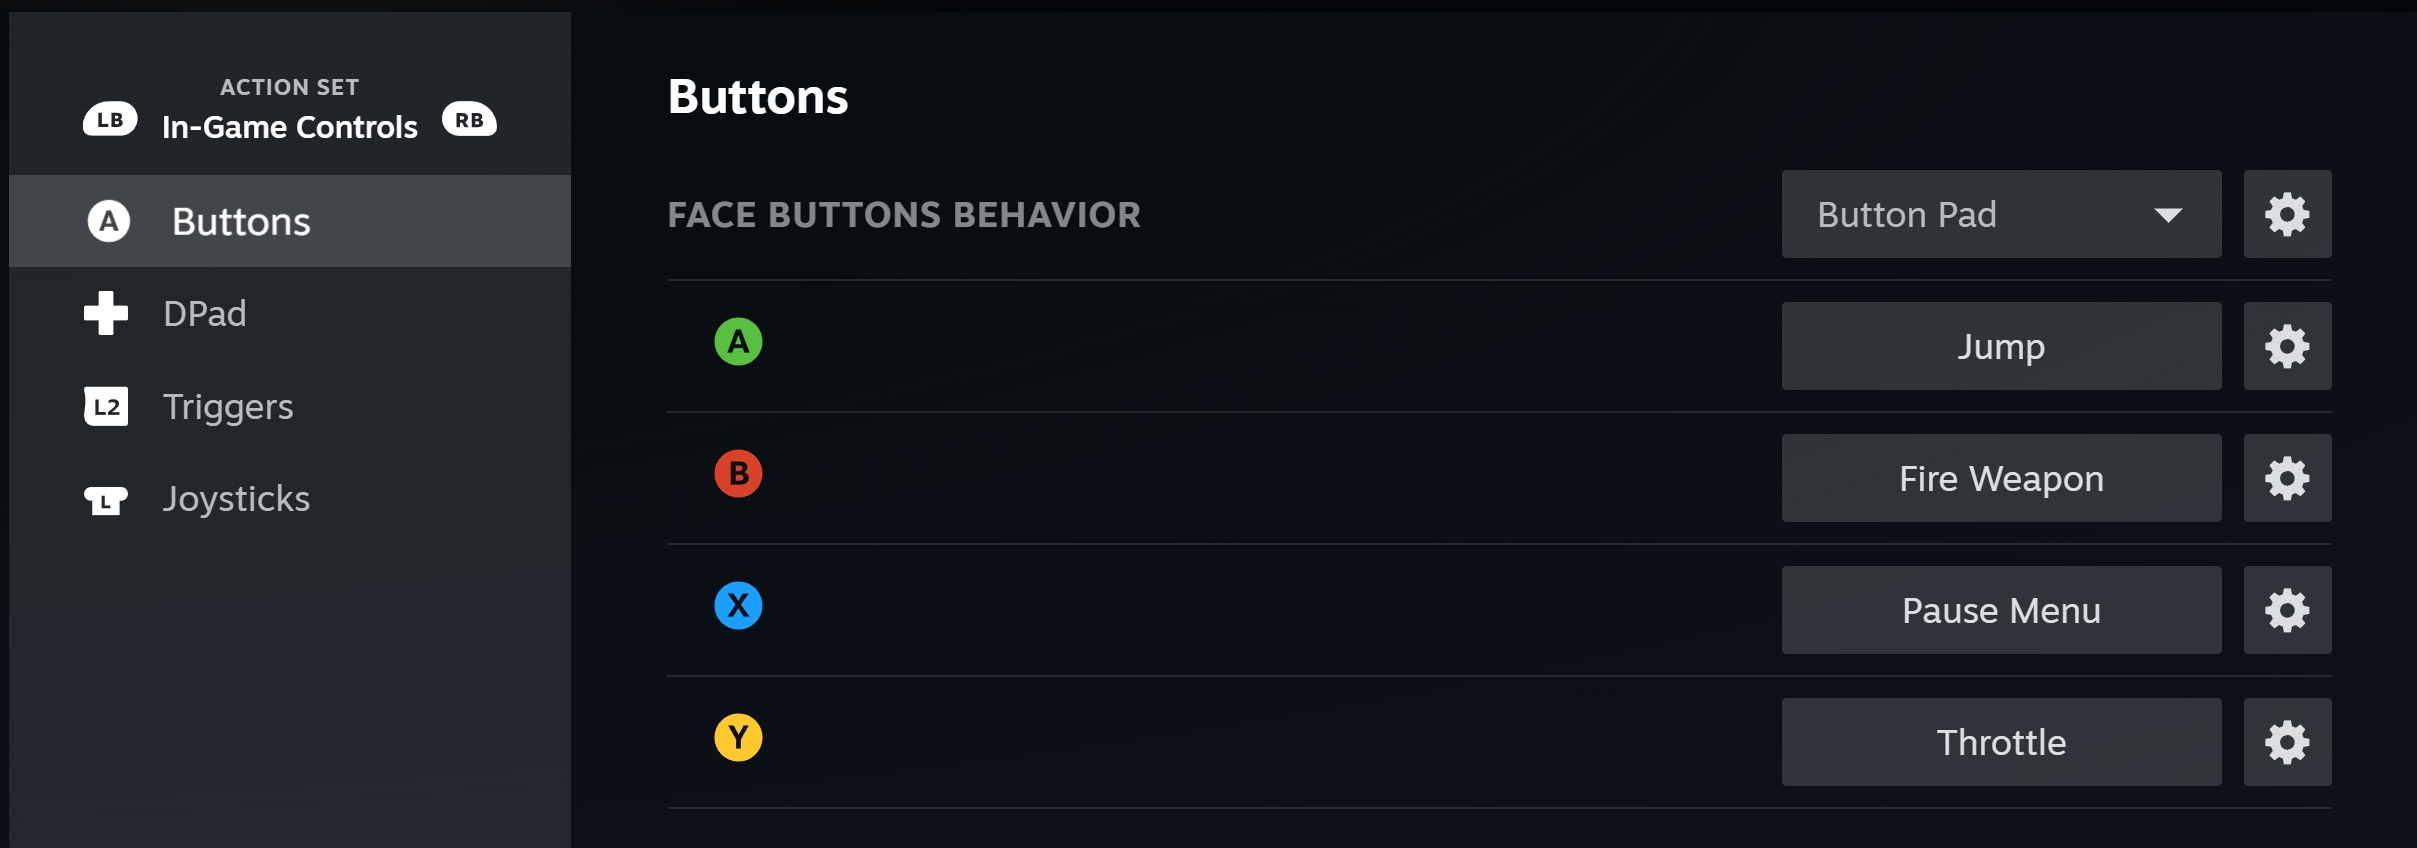 ACTION SET
LB In-Game Controls RB
A Buttons
DPad
L2 Triggers
L Joysticks
Buttons
FACE BUTTONS BEHAVIOR Button Pad
A Jump
B Fire Weapon
X Pause Menu
Y Throttle